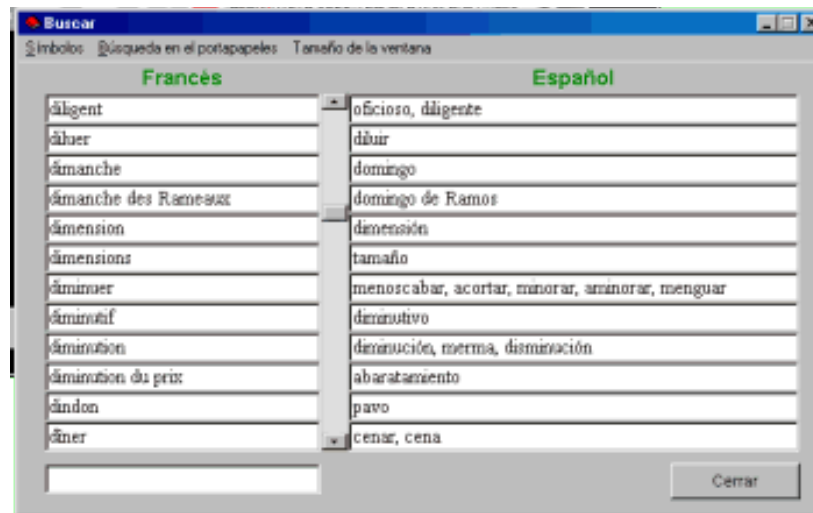 Buscar
Símbolos Búsqueda en el portapapeles Tamaño de la ventana
Francés Español
diligent oficioso, diligente
diluer diluir
dimanche domingo
dimanche des Rameaux domingo de Ramos
dimension dimensión
dimensions tamaño
diminuer menoscabar, acortar, minorar, aminorar, menguar
diminutif diminutivo
diminution diminución, merma, disminución
diminution du prix abaratamiento
dindon pavo
dîner cenar, cena
Cerrar